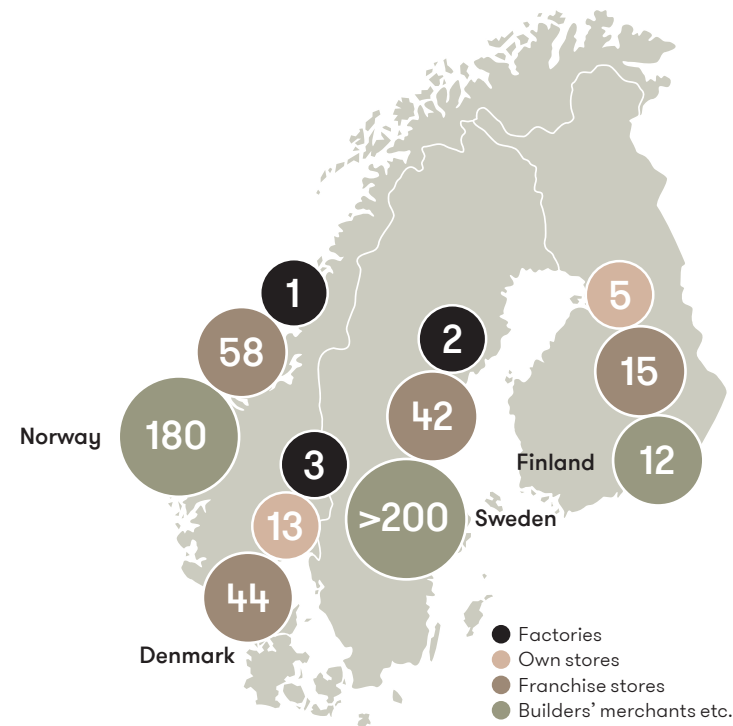 1
58
180
Norway
2
42
>200
Sweden
5
15
12
Finland
3
13
44
Denmark
Factories
Own stores
Franchise stores
Builders’ merchants etc.